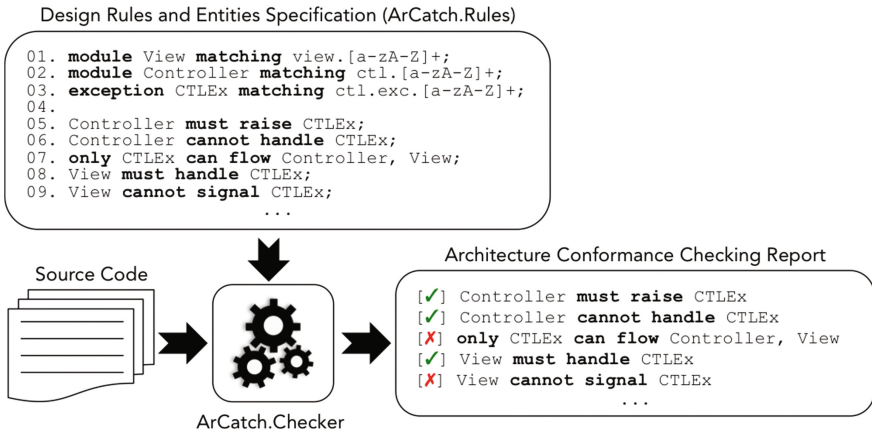 Design Rules and Entities Specification (ArCatch.Rules)
01. module View matching view.[a-zA-Z]+;
02. module Controller matching ctl.[a-zA-Z]+;
03. exception CTLEx matching ctl.exc.[a-zA-Z]+;
04.
05. Controller must raise CTLEx;
06. Controller cannot handle CTLEx;
07. only CTLEx can flow Controller, View;
08. View must handle CTLEx;
09. View cannot signal CTLEx;
...
Source Code
ArCatch.Checker
Architecture Conformance Checking Report
[✓] Controller must raise CTLEx
[✓] Controller cannot handle CTLEx
[✗] only CTLEx can flow Controller, View
[✓] View must handle CTLEx
[✗] View cannot signal CTLEx
...